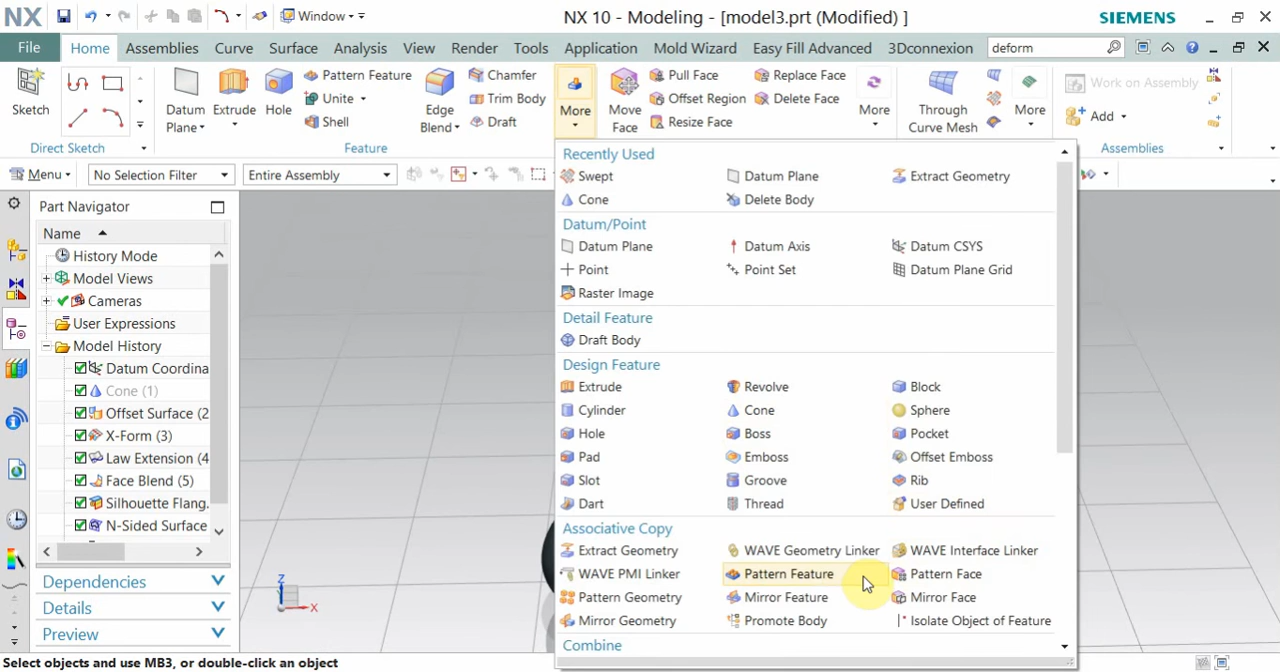 NX Window NX 10 - Modeling - [model3.prt (Modified) ] SIEMENS
File Home Assemblies Curve Surface Analysis View Render Tools Application Mold Wizard Easy Fill Advanced 3Dconnexion deform
Sketch Datum Plane Extrude Hole Pattern Feature Unite Shell Edge Blend Chamfer Trim Body Draft More Move Face Pull Face Offset Region Resize Face Replace Face Delete Face More Through Curve Mesh More Work on Assembly Add
Direct Sketch Feature Assemblies
Menu No Selection Filter Entire Assembly
Part Navigator
Name
History Mode
Model Views
Cameras
User Expressions
Model History
Datum Coordina
Cone (1)
Offset Surface (2
X-Form (3)
Law Extension (4
Face Blend (5)
Silhouette Flang.
N-Sided Surface
Dependencies
Details
Preview
Z
X
Recently Used
Swept Datum Plane Extract Geometry
Cone Delete Body
Datum/Point
Datum Plane Datum Axis Datum CSYS
Point Point Set Datum Plane Grid
Raster Image
Detail Feature
Draft Body
Design Feature
Extrude Revolve Block
Cylinder Cone Sphere
Hole Boss Pocket
Pad Emboss Offset Emboss
Slot Groove Rib
Dart Thread User Defined
Associative Copy
Extract Geometry WAVE Geometry Linker WAVE Interface Linker
WAVE PMI Linker Pattern Feature Pattern Face
Pattern Geometry Mirror Feature Mirror Face
Mirror Geometry Promote Body Isolate Object of Feature
Combine
Select objects and use MB3, or double-click an object